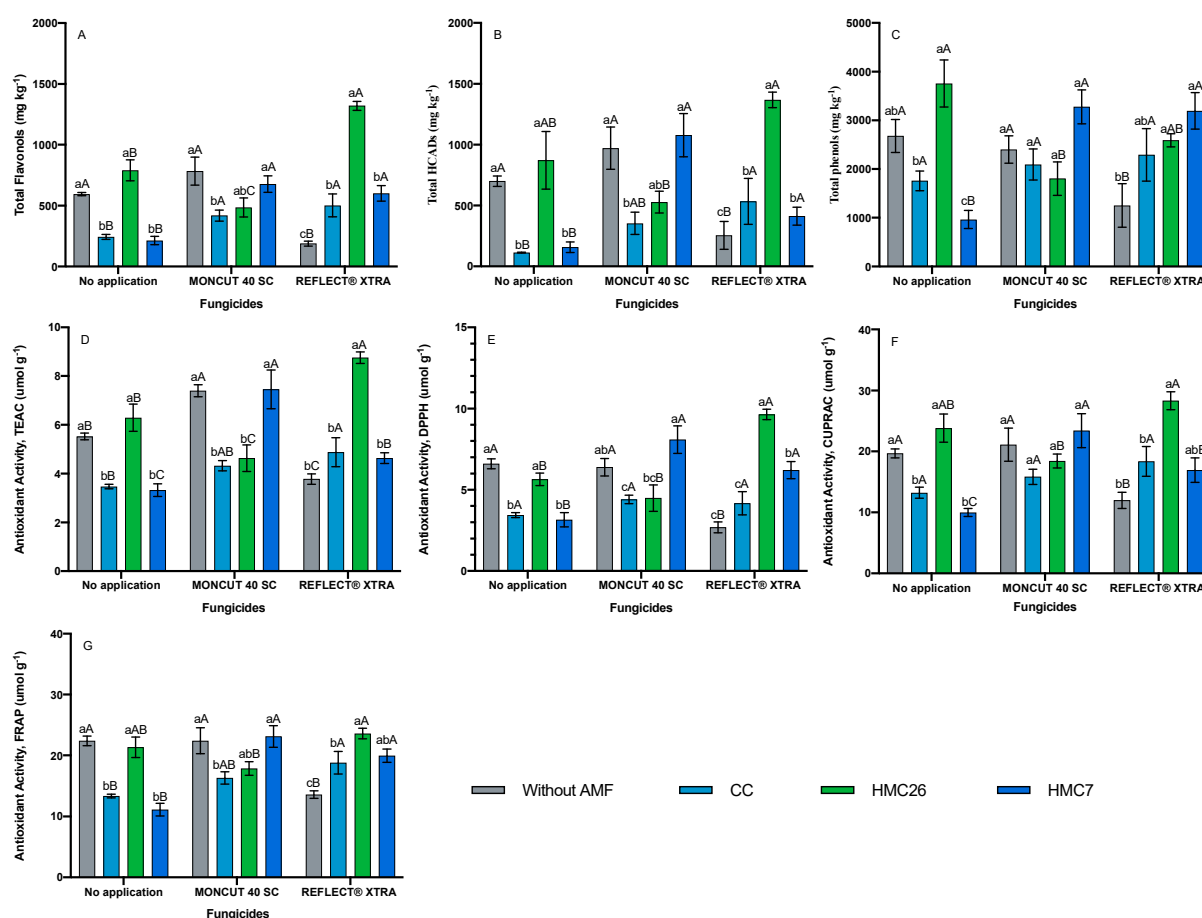 A
Total Flavonols (mg kg-1)
2000
1500
1000
500
0
aA bB aB bB
aA bA abC aA
cB bA aA bA
No application MONCUT 40 SC REFLECT® XTRA
Fungicides
B
Total HCADs (mg kg-1)
2000
1500
1000
500
0
aA bB aAB bB
aA bAB abB aA
cB bA aA bB
No application MONCUT 40 SC REFLECT® XTRA
Fungicides
C
Total phenols (mg kg-1)
5000
4000
3000
2000
1000
0
abA bA aA cB
aA aA aB aA
bB abA aAB aA
No application MONCUT 40 SC REFLECT® XTRA
Fungicides
D
Antioxidant Activity, TEAC (umol g-1)
10
8
6
4
2
0
aB bB aB bC
aA bAB bC aA
bC bA aA bB
No application MONCUT 40 SC REFLECT® XTRA
Fungicides
E
Antioxidant Activity, DPPH (umol g-1)
15
10
5
0
aA bA aB bB
abA cA bcB aA
cB cA aA bA
No application MONCUT 40 SC REFLECT® XTRA
Fungicides
F
Antioxidant Activity, CUPRAC (umol g-1)
40
30
20
10
0
aA bA aAB bC
aA aA aB aA
bB bA aA abB
No application MONCUT 40 SC REFLECT® XTRA
Fungicides
G
Antioxidant Activity, FRAP (umol g-1)
40
30
20
10
0
aA bB aAB bB
aA bAB abB aA
cB bA aA abA
No application MONCUT 40 SC REFLECT® XTRA
Fungicides
Without AMF CC HMC26 HMC7